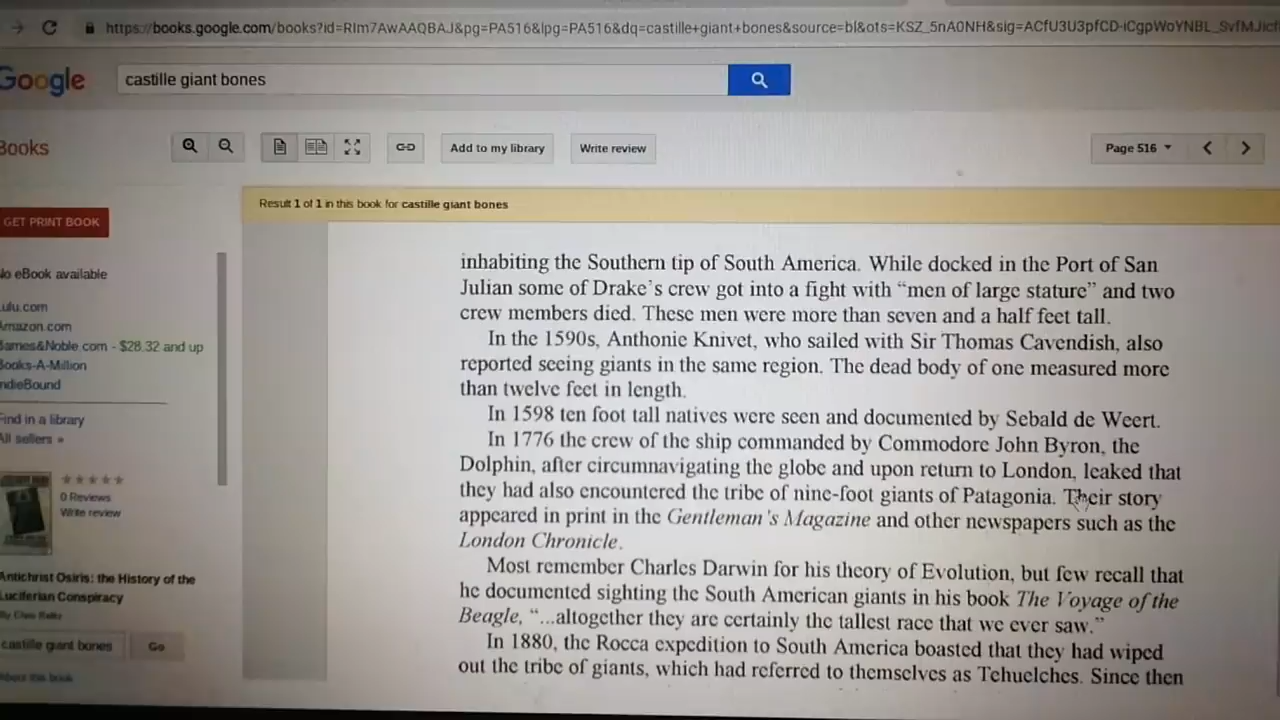 https://books.google.com/books?id=RIm7AwAAQBAJ&pg=PA516&lpg=PA516&dq=castille+giant+bones&source=bl&ots=KSZ_5nA0NH&sig=ACfU3U3pfCD-iCgpWoYNBL_SvfMJicf
Google
castille giant bones
Books
Add to my library
Write review
Page 516
Result 1 of 1 in this book for castille giant bones
GET PRINT BOOK
No eBook available
Lulu.com
Amazon.com
Barnes&Noble.com - $28.32 and up
Books-A-Million
IndieBound
Find in a library
All sellers »
0 Reviews
Write review
Antichrist Osiris: the History of the
Luciferian Conspiracy
By Chris
castille giant bones
Go
About this book
inhabiting the Southern tip of South America. While docked in the Port of San
Julian some of Drake's crew got into a fight with "men of large stature" and two
crew members died. These men were more than seven and a half feet tall.
In the 1590s, Anthonie Knivet, who sailed with Sir Thomas Cavendish, also
reported seeing giants in the same region. The dead body of one measured more
than twelve feet in length.
In 1598 ten foot tall natives were seen and documented by Sebald de Weert.
In 1776 the crew of the ship commanded by Commodore John Byron, the
Dolphin, after circumnavigating the globe and upon return to London, leaked that
they had also encountered the tribe of nine-foot giants of Patagonia. Their story
appeared in print in the Gentleman's Magazine and other newspapers such as the
London Chronicle.
Most remember Charles Darwin for his theory of Evolution, but few recall that
he documented sighting the South American giants in his book The Voyage of the
Beagle, "...altogether they are certainly the tallest race that we ever saw."
In 1880, the Rocca expedition to South America boasted that they had wiped
out the tribe of giants, which had referred to themselves as Tehuelches. Since then